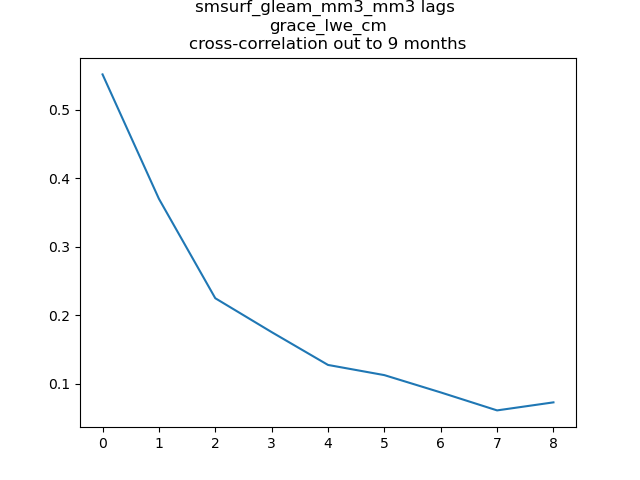 smsurf_gleam_mm3_mm3 lags
grace_lwe_cm
cross-correlation out to 9 months
0.5
0.4
0.3
0.2
0.1
0 1 2 3 4 5 6 7 8